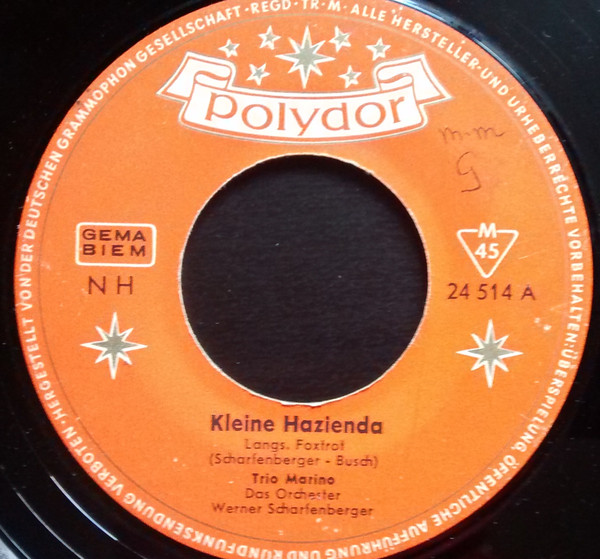 HERGESTELLT VON DER DEUTSCHEN GRAMMOPHON GESELLSCHAFT · REGD · TR · M · ALLE HERSTELLER- UND URHEBERRECHTE VORBEHALTEN: ÜBERSPIELUNG, ÖFFENTLICHE AUFFÜHRUNG UND RUNDFUNKSENDUNG VERBOTEN ·
polydor
m-m
G
GEMA
BIEM
NH
M
45
24 514 A
Kleine Hazienda
Langs. Foxtrot
(Scharfenberger - Busch)
Trio Marino
Das Orchester
Werner Scharfenberger